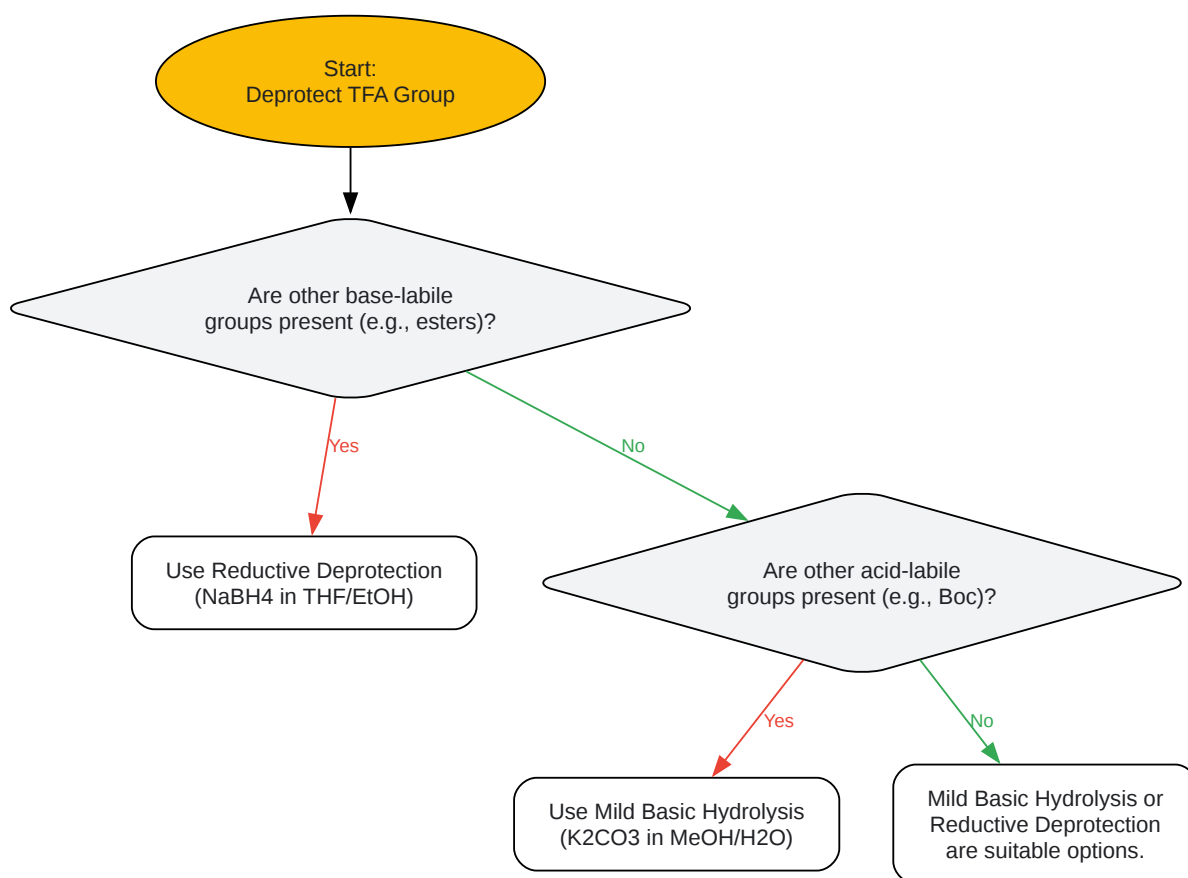 Start:
Deprotect TFA Group
Are other base-labile
groups present (e.g., esters)?
Yes
No
Use Reductive Deprotection
(NaBH4 in THF/EtOH)
Are other acid-labile
groups present (e.g., Boc)?
Yes
No
Use Mild Basic Hydrolysis
(K2CO3 in MeOH/H2O)
Mild Basic Hydrolysis or
Reductive Deprotection
are suitable options.